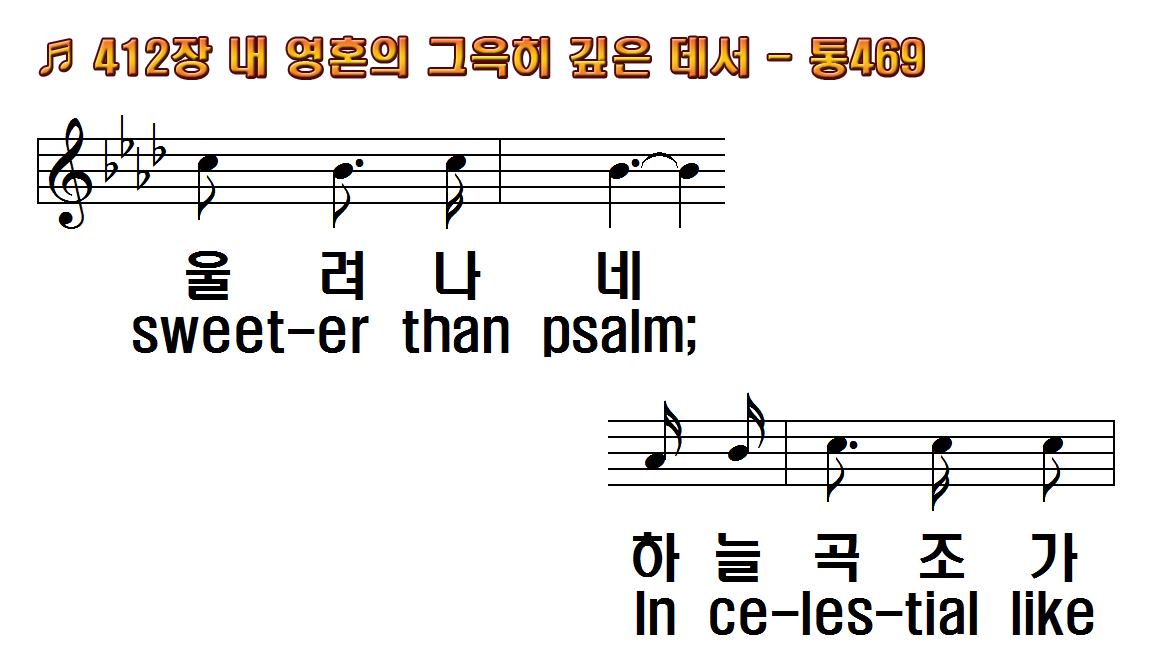 ♬ 412장 내 영혼의 그윽히 깊은 데서 - 통469
울 려 나 네
sweet-er than psalm;
하 늘 곡 조 가
In ce-les-tial like